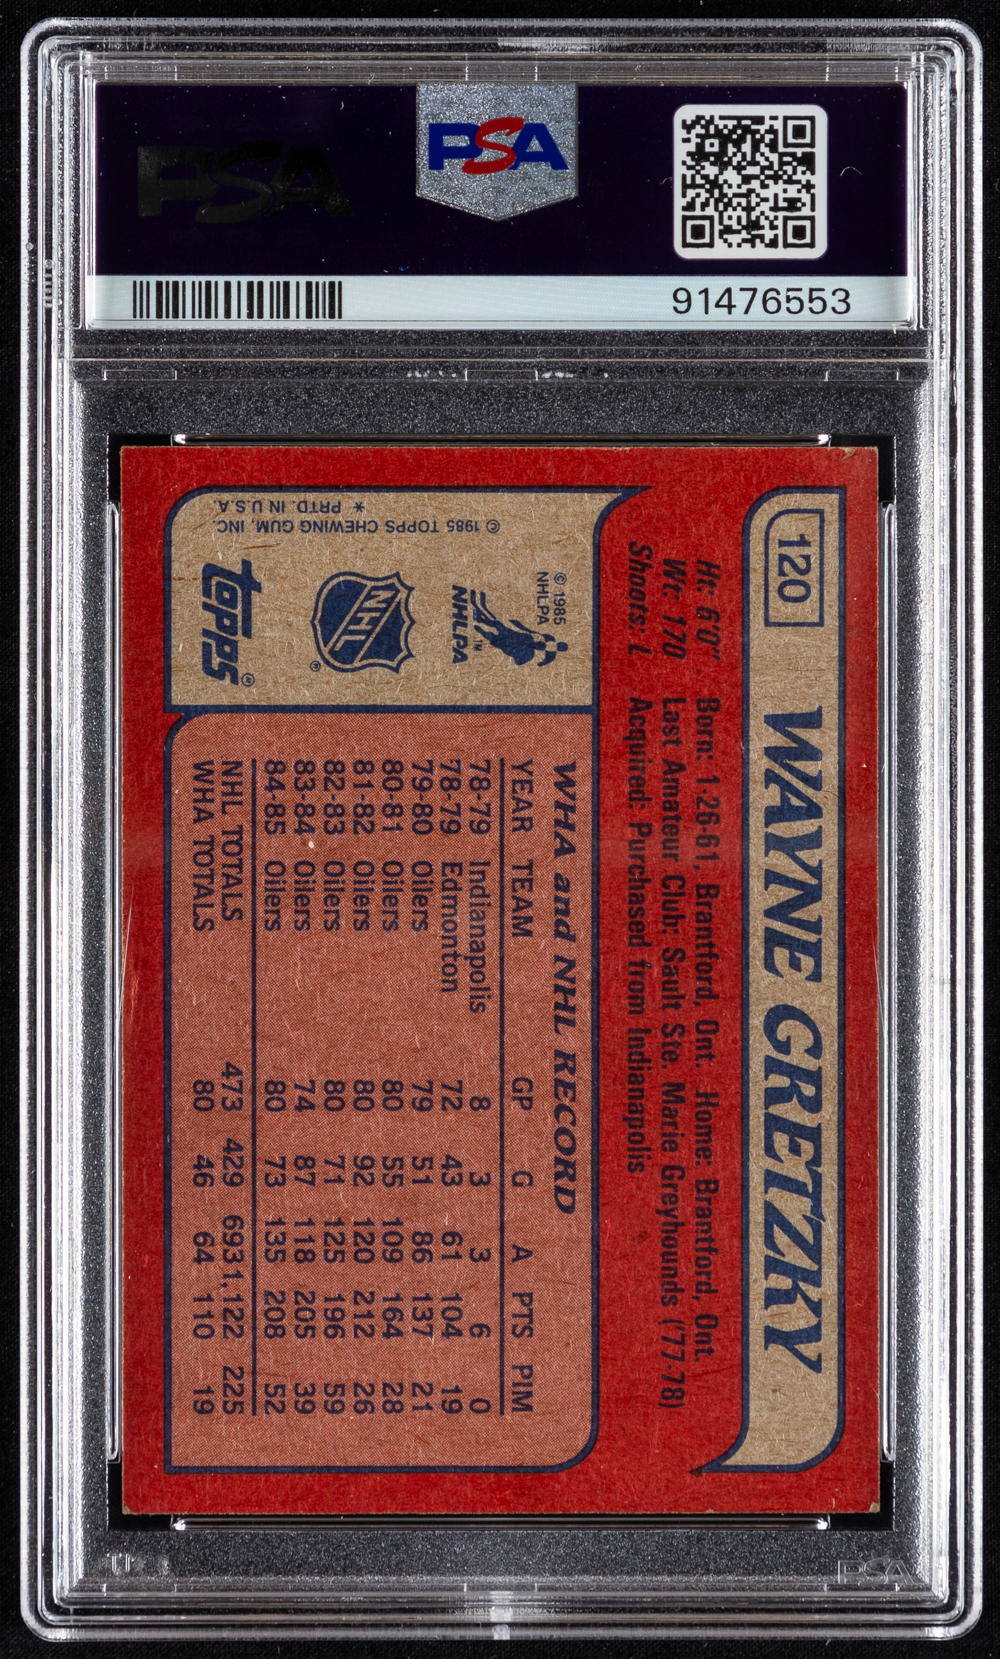 PSA
PSA
91476553
120 WAYNE GRETZKY
Ht: 6'0" Born: 1-26-61, Brantford, Ont. Home: Brantford, Ont.
Wt: 170 Last Amateur Club: Sault Ste. Marie Greyhounds (77-78)
Shoots: L Acquired: Purchased from Indianapolis
© 1985
NHLPA
NHLPA™
NHL®
TOPPS®
© 1985 TOPPS CHEWING GUM, INC.
* PRTD. IN U.S.A.
WHA and NHL RECORD
YEAR TEAM GP G A PTS PIM
78-79 Indianapolis 8 3 3 6 0
78-79 Edmonton 72 43 61 104 19
79-80 Oilers 79 51 86 137 21
80-81 Oilers 80 55 109 164 28
81-82 Oilers 80 92 120 212 26
82-83 Oilers 80 71 125 196 59
83-84 Oilers 74 87 118 205 39
84-85 Oilers 80 73 135 208 52
NHL TOTALS 473 429 693 1,122 225
WHA TOTALS 80 46 64 110 19
PSA